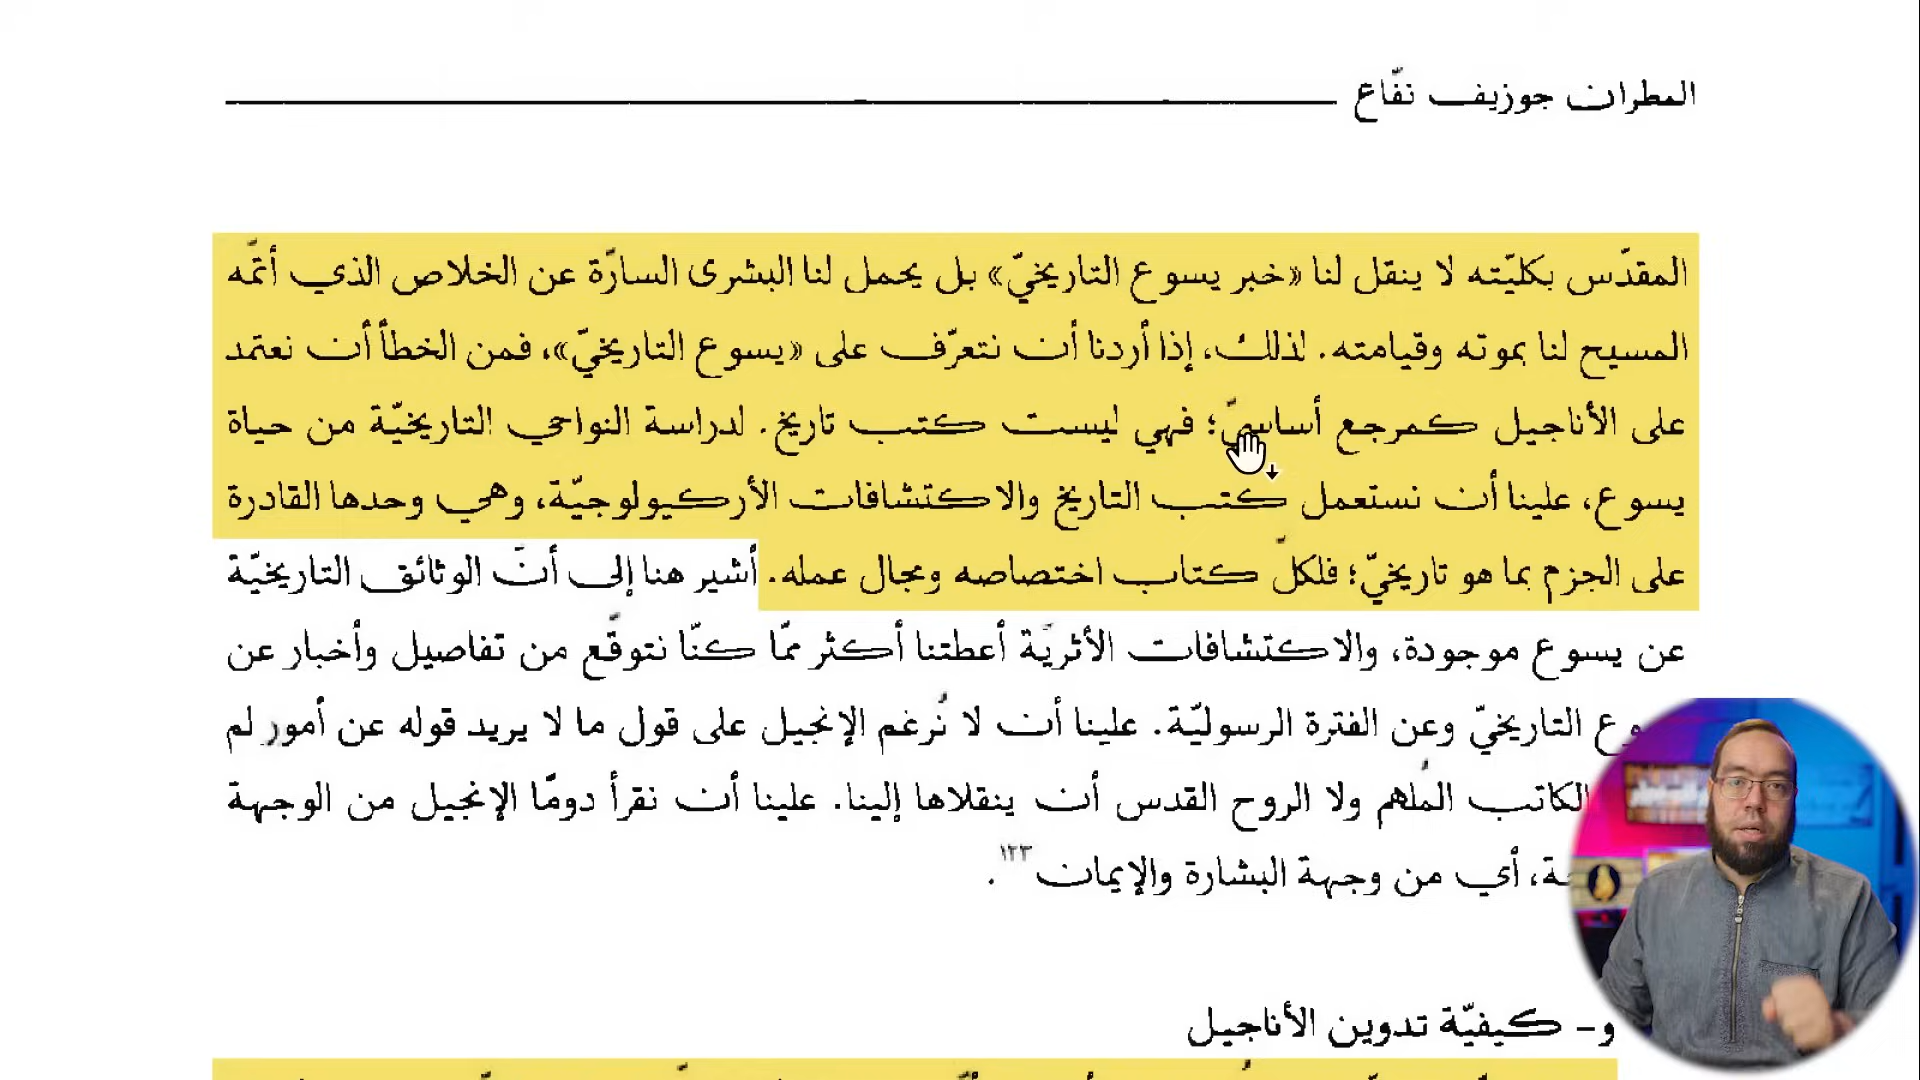 المطران جوزيف نفّاع
المقدّس بكليّته لا ينقل لنا «خبر يسوع التاريخيّ» بل يحمل لنا البشرى السارّة عن الخلاص الذي أتمّه
المسيح لنا بموته وقيامته. لذلك، إذا أردنا أن نتعرّف على «يسوع التاريخيّ»، فمن الخطأ أن نعتمد
على الأناجيل كمرجع أساسيّ؛ فهي ليست كتب تاريخ. لدراسة النواحي التاريخيّة من حياة
يسوع، علينا أن نستعمل كتب التاريخ والاكتشافات الأركيولوجيّة، وهي وحدها القادرة
على الجزم بما هو تاريخيّ؛ فلكلّ كتاب اختصاصه ومجال عمله. أشير هنا إلى أنّ الوثائق التاريخيّة
عن يسوع موجودة، والاكتشافات الأثريّة أعطتنا أكثر ممّا كنّا نتوقّع من تفاصيل وأخبار عن
التاريخيّ وعن الفترة الرسوليّة. علينا أن لا نُرغم الإنجيل على قول ما لا يريد قوله عن أمور لم
الكاتب المُلهم ولا الروح القدس أن ينقلاها إلينا. علينا أن نقرأ دومًا الإنجيل من الوجهة
أي من وجهة البشارة والإيمان١٢٣.
و- كيفيّة تدوين الأناجيل